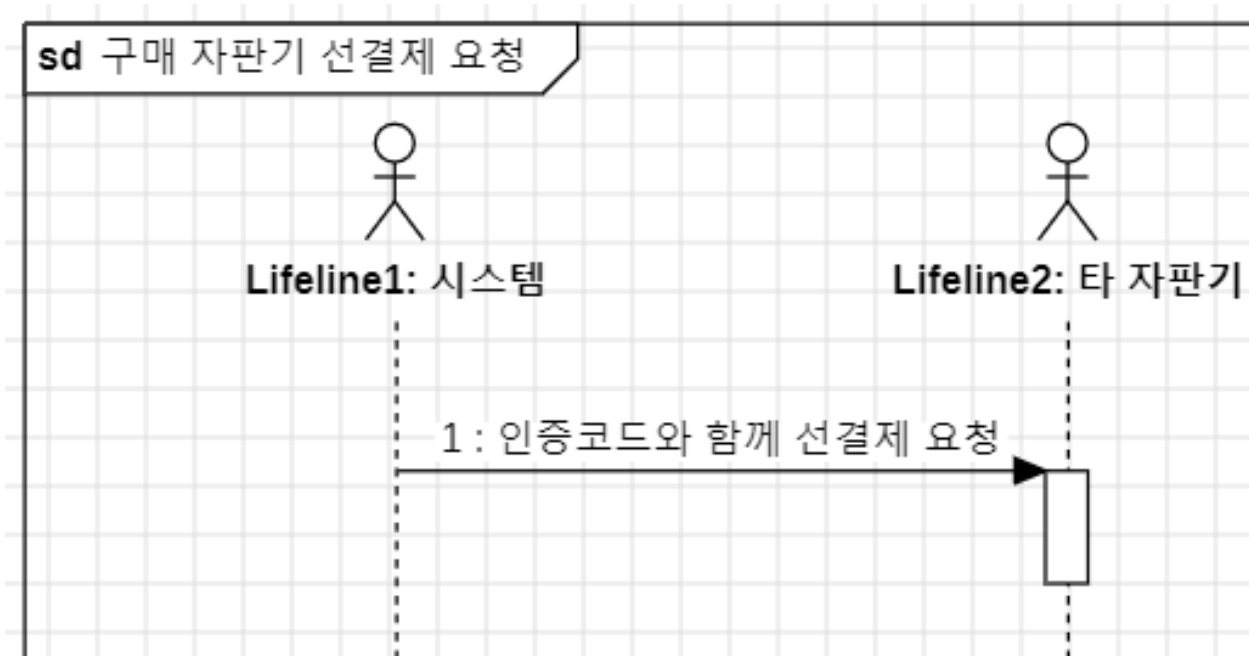 sd 구매 자판기 선결제 요청
Lifeline1: 시스템
Lifeline2: 타 자판기
1 : 인증코드와 함께 선결제 요청